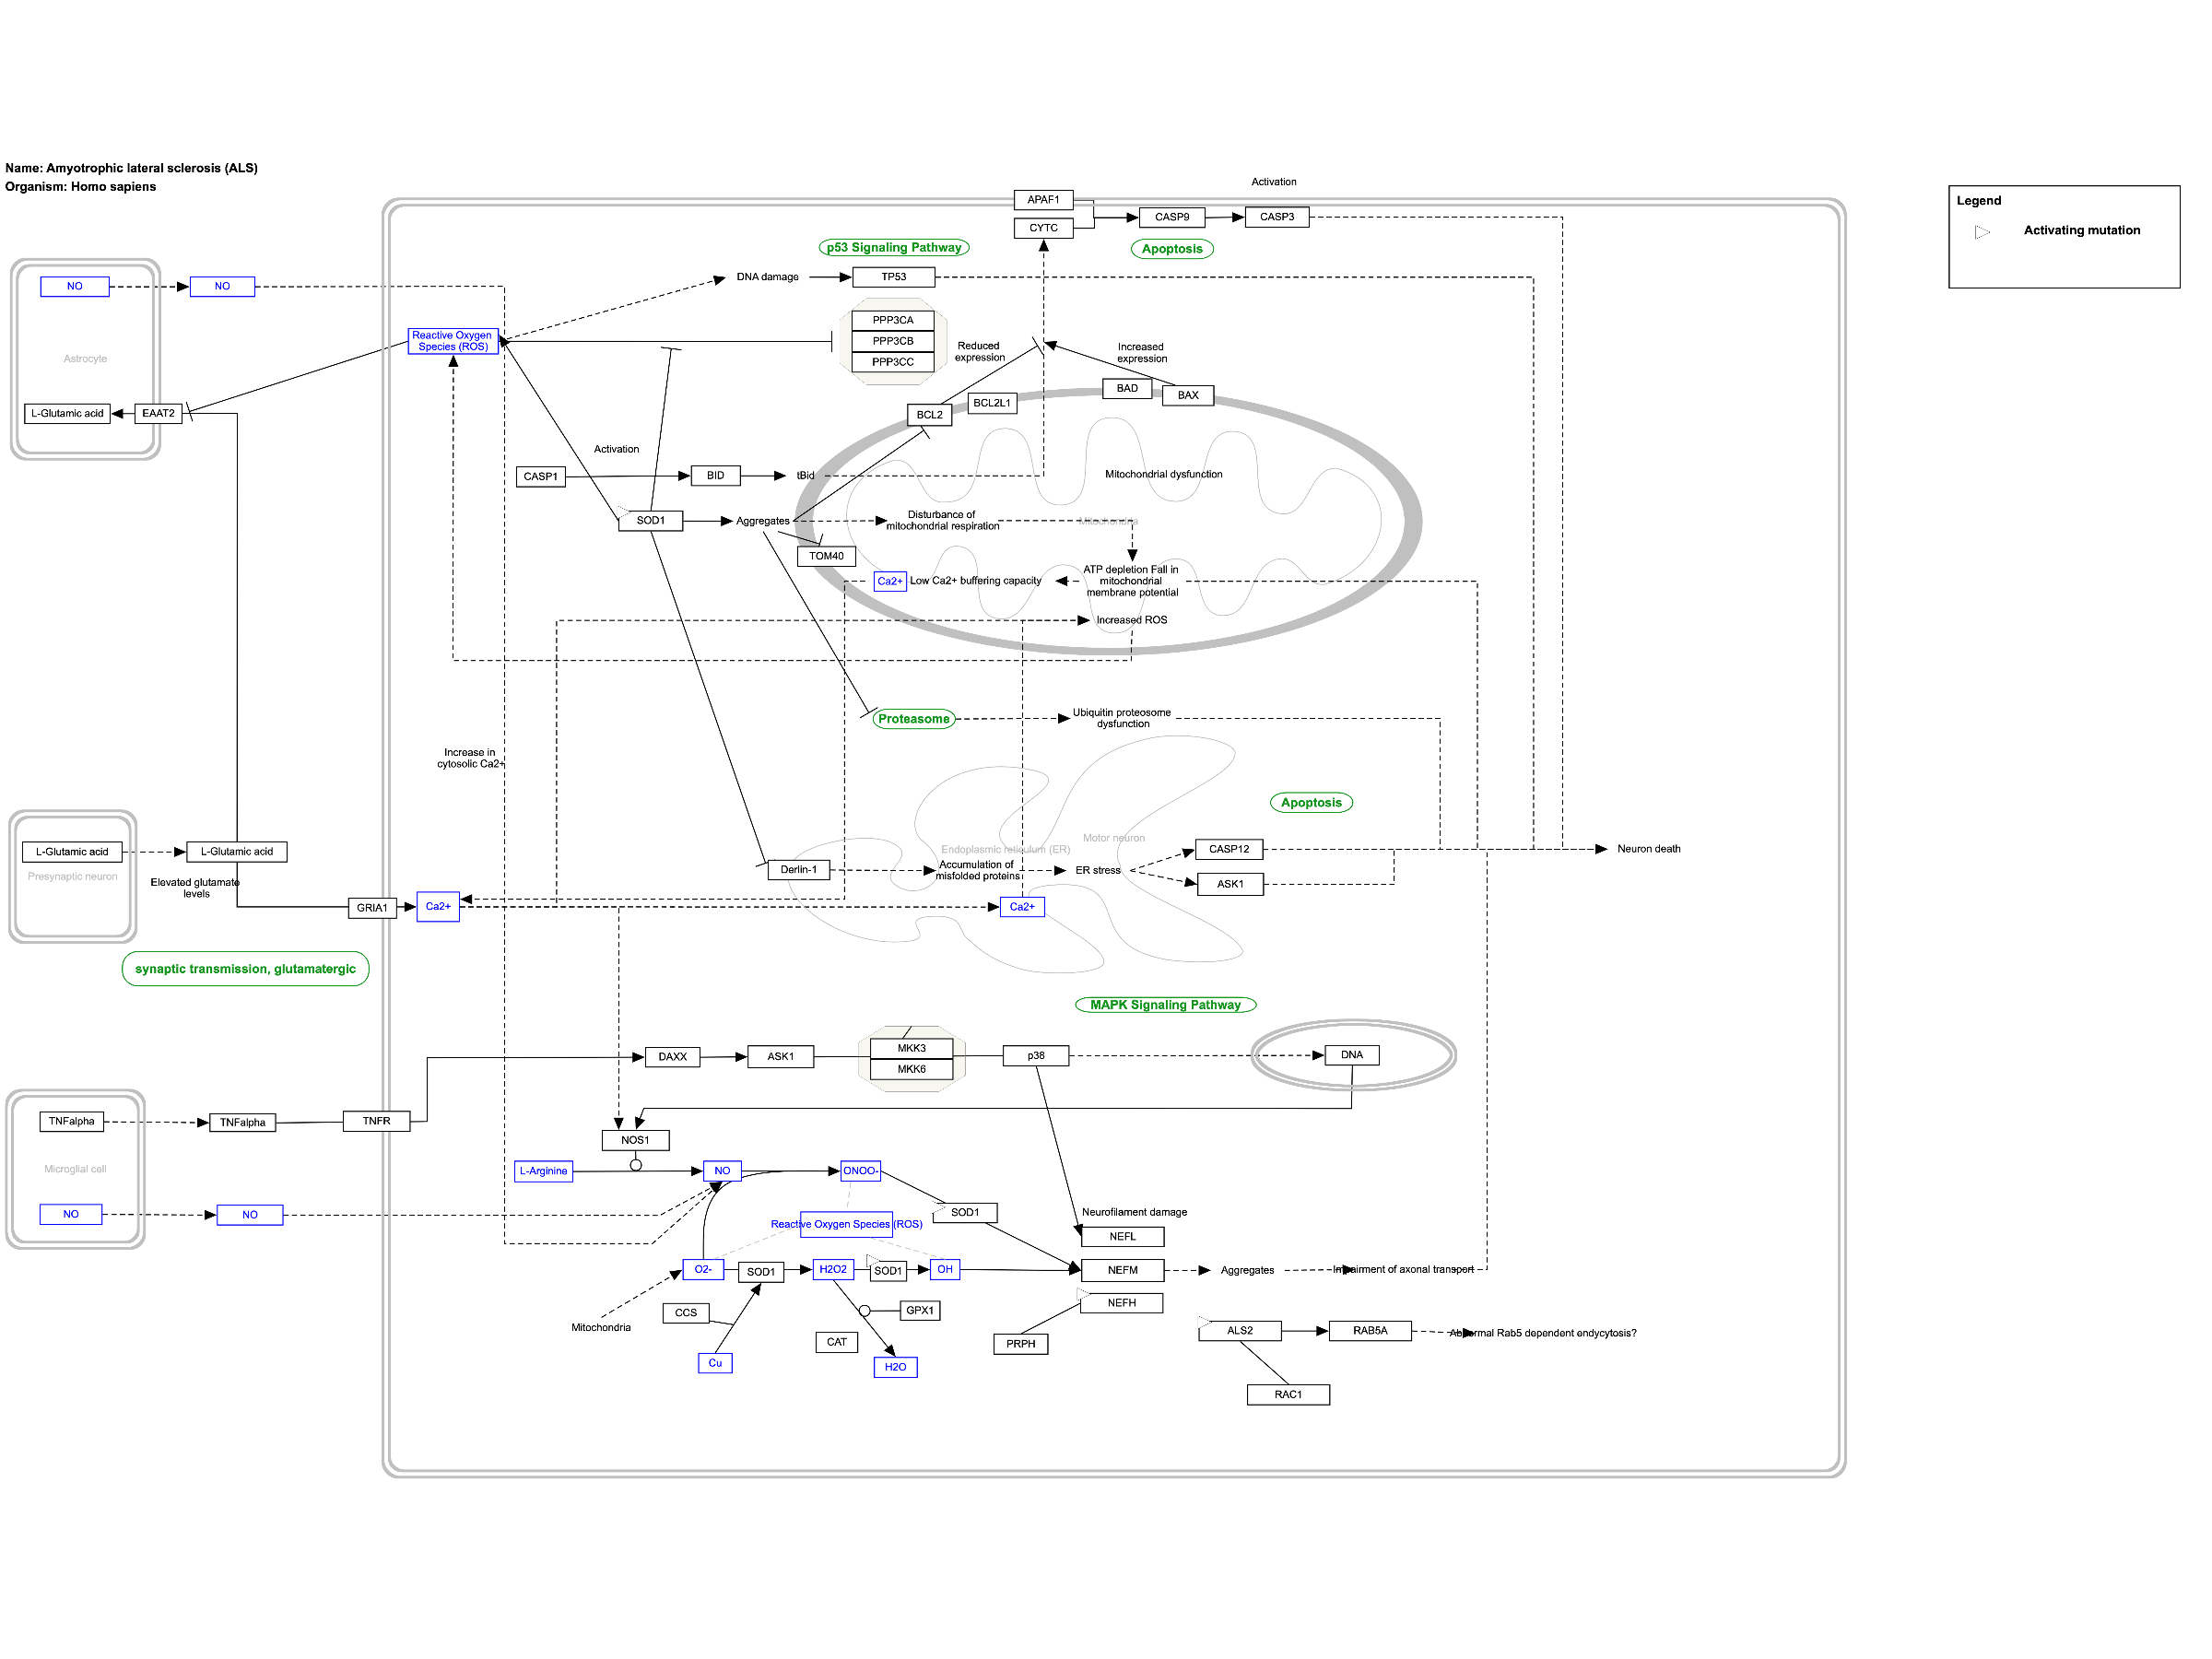 Name: Amyotrophic lateral sclerosis (ALS)
Organism: Homo sapiens
Activation
Legend
Activating mutation
APAF1
CYTC
CASP9
CASP3
p53 Signaling Pathway
Apoptosis
NO
NO
DNA damage
TP53
Astrocyte
Reactive Oxygen
Species (ROS)
PPP3CA
PPP3CB
PPP3CC
Reduced
expression
Increased
expression
BAD
BAX
BCL2L1
BCL2
L-Glutamic acid
EAAT2
Activation
CASP1
BID
tBid
Mitochondrial dysfunction
SOD1
Aggregates
Disturbance of
mitochondrial respiration
Mitochondria
TOM40
Ca2+
Low Ca2+ buffering capacity
ATP depletion Fall in
mitochondrial
membrane potential
Increased ROS
Proteasome
Ubiquitin proteosome
dysfunction
Increase in
cytosolic Ca2+
Apoptosis
L-Glutamic acid
L-Glutamic acid
Presynaptic neuron
Elevated glutamate
levels
Motor neuron
Endoplasmic reticulum (ER)
CASP12
Neuron death
Derlin-1
Accumulation of
misfolded proteins
ER stress
ASK1
GRIA1
Ca2+
Ca2+
synaptic transmission, glutamatergic
MAPK Signaling Pathway
DAXX
ASK1
MKK3
MKK6
p38
DNA
TNFalpha
TNFalpha
TNFR
NOS1
Microglial cell
L-Arginine
NO
ONOO-
NO
NO
Reactive Oxygen Species (ROS)
SOD1
Neurofilament damage
NEFL
O2-
SOD1
H2O2
SOD1
OH
NEFM
Aggregates
Impairment of axonal transport
NEFH
CCS
GPX1
Mitochondria
CAT
PRPH
ALS2
RAB5A
Abnormal Rab5 dependent endycytosis?
Cu
H2O
RAC1